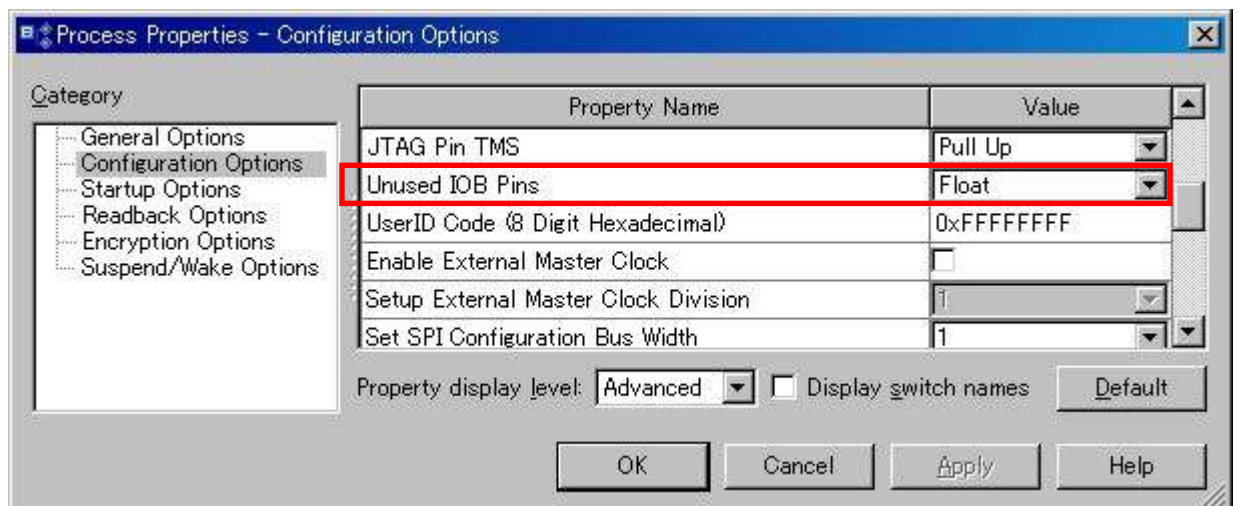 Process Properties - Configuration Options
Category
General Options
Configuration Options
Startup Options
Readback Options
Encryption Options
Suspend/Wake Options
Property Name Value
JTAG Pin TMS Pull Up
Unused IOB Pins Float
UserID Code (8 Digit Hexadecimal) 0xFFFFFFFF
Enable External Master Clock
Setup External Master Clock Division 1
Set SPI Configuration Bus Width 1
Property display level: Advanced Display switch names Default
OK Cancel Apply Help